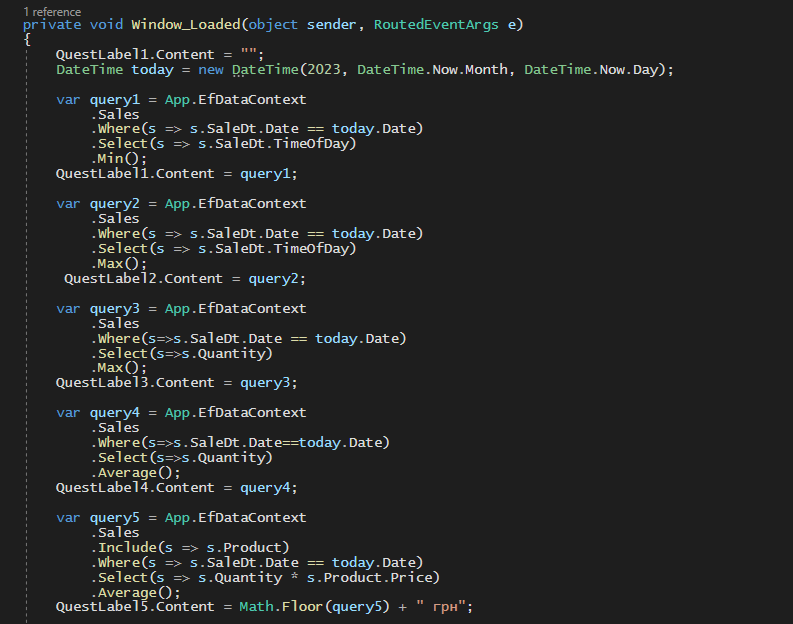 1 reference
private void Window_Loaded(object sender, RoutedEventArgs e)
{
QuestLabel1.Content = "";
DateTime today = new DateTime(2023, DateTime.Now.Month, DateTime.Now.Day);
var query1 = App.EfDataContext
.Sales
.Where(s => s.SaleDt.Date == today.Date)
.Select(s => s.SaleDt.TimeOfDay)
.Min();
QuestLabel1.Content = query1;
var query2 = App.EfDataContext
.Sales
.Where(s => s.SaleDt.Date == today.Date)
.Select(s => s.SaleDt.TimeOfDay)
.Max();
QuestLabel2.Content = query2;
var query3 = App.EfDataContext
.Sales
.Where(s=>s.SaleDt.Date == today.Date)
.Select(s=>s.Quantity)
.Max();
QuestLabel3.Content = query3;
var query4 = App.EfDataContext
.Sales
.Where(s=>s.SaleDt.Date==today.Date)
.Select(s=>s.Quantity)
.Average();
QuestLabel4.Content = query4;
var query5 = App.EfDataContext
.Sales
.Include(s => s.Product)
.Where(s => s.SaleDt.Date == today.Date)
.Select(s => s.Quantity * s.Product.Price)
.Average();
QuestLabel5.Content = Math.Floor(query5) + " грн";